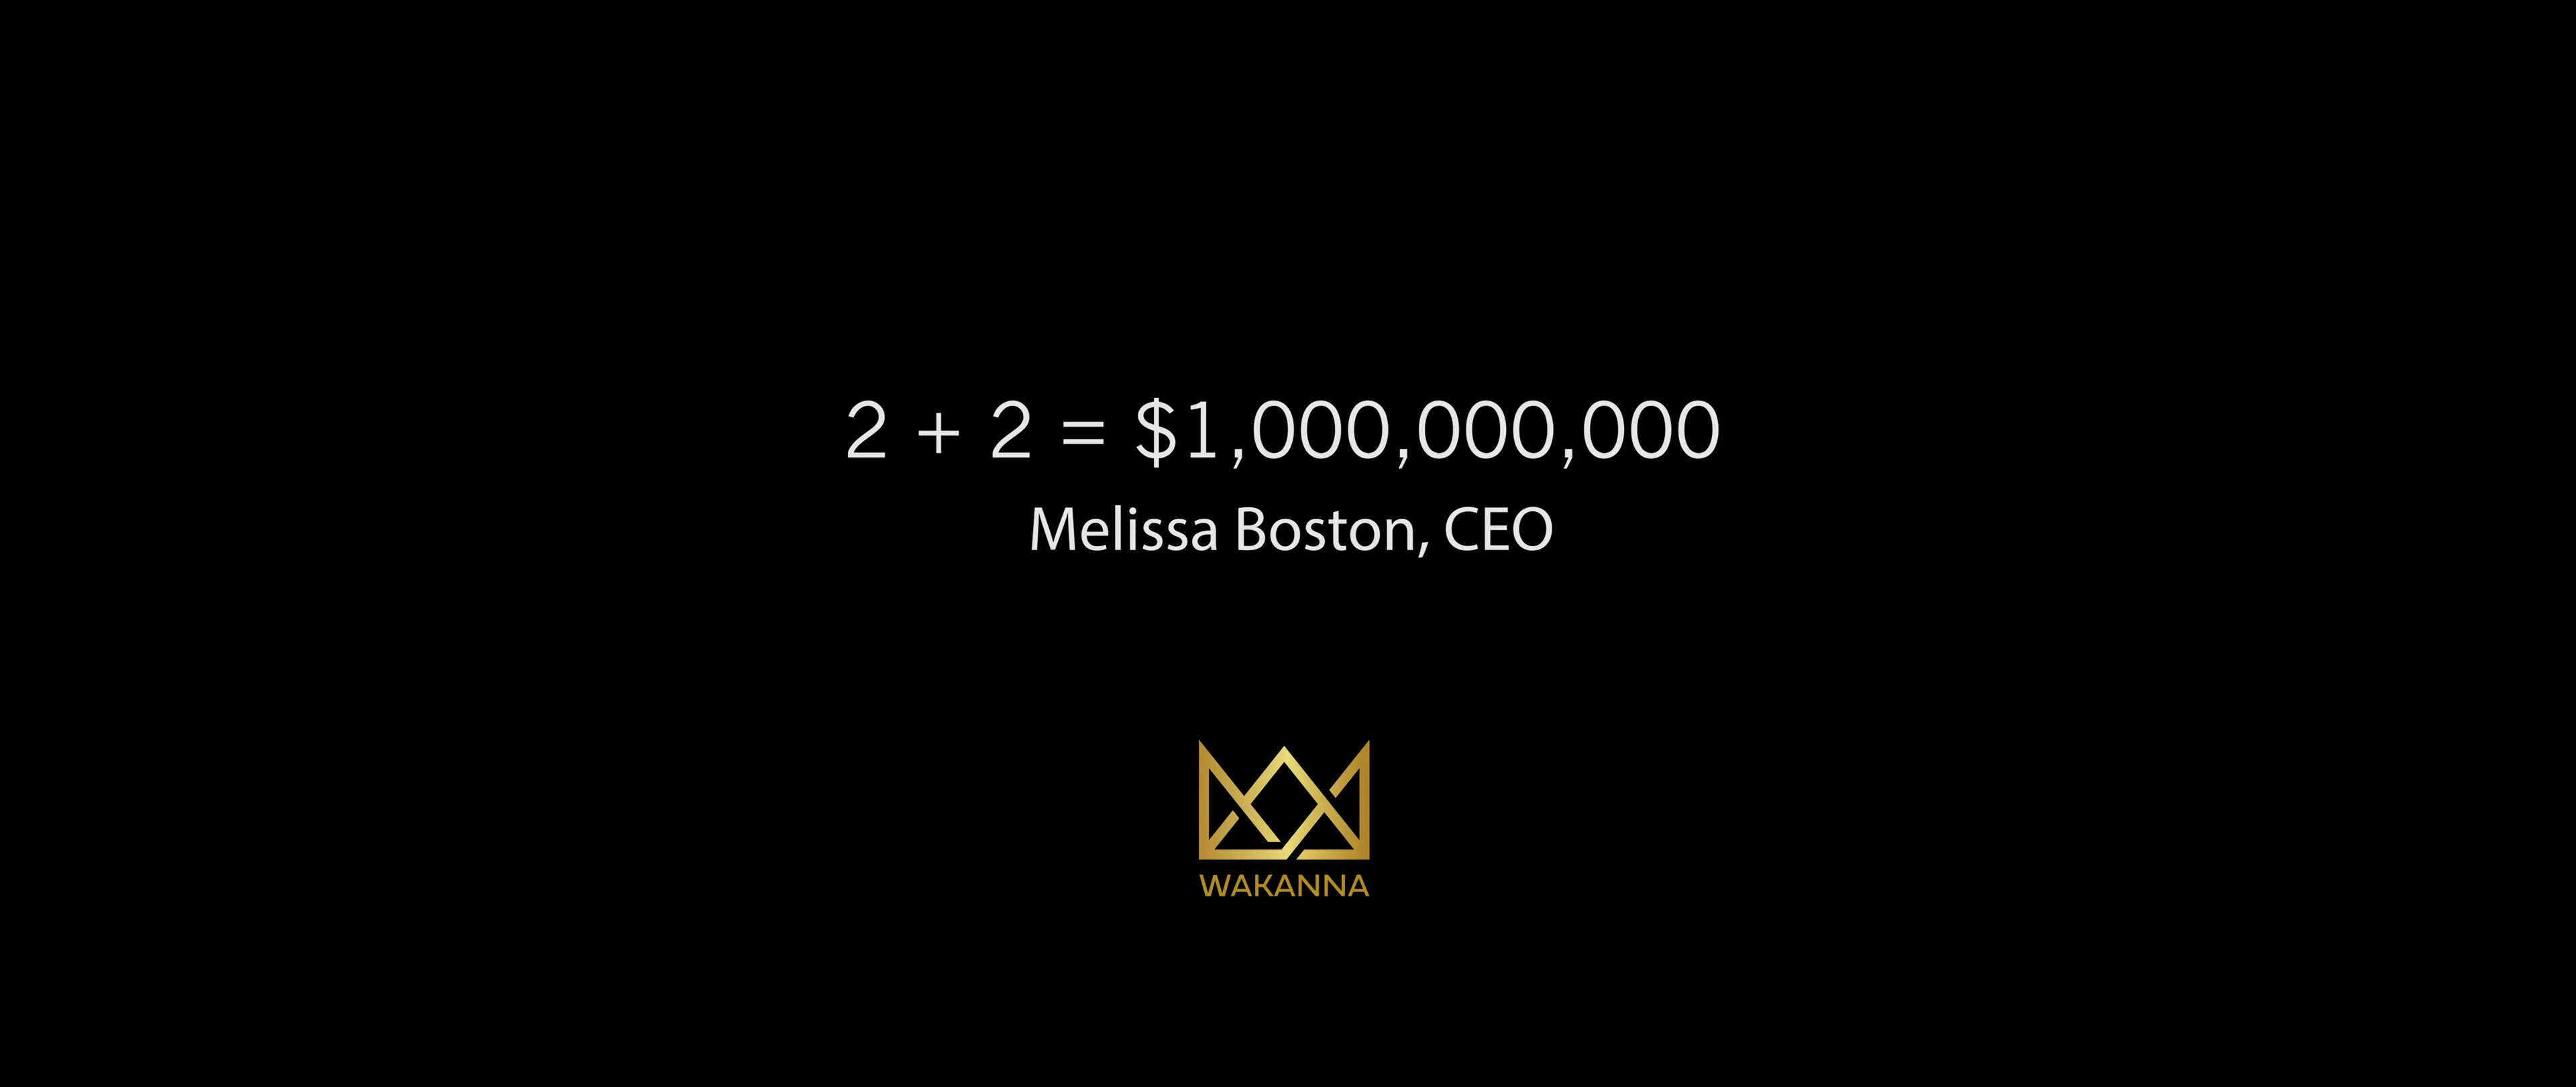 2 + 2 = $1,000,000,000
Melissa Boston, CEO
WAKANNA